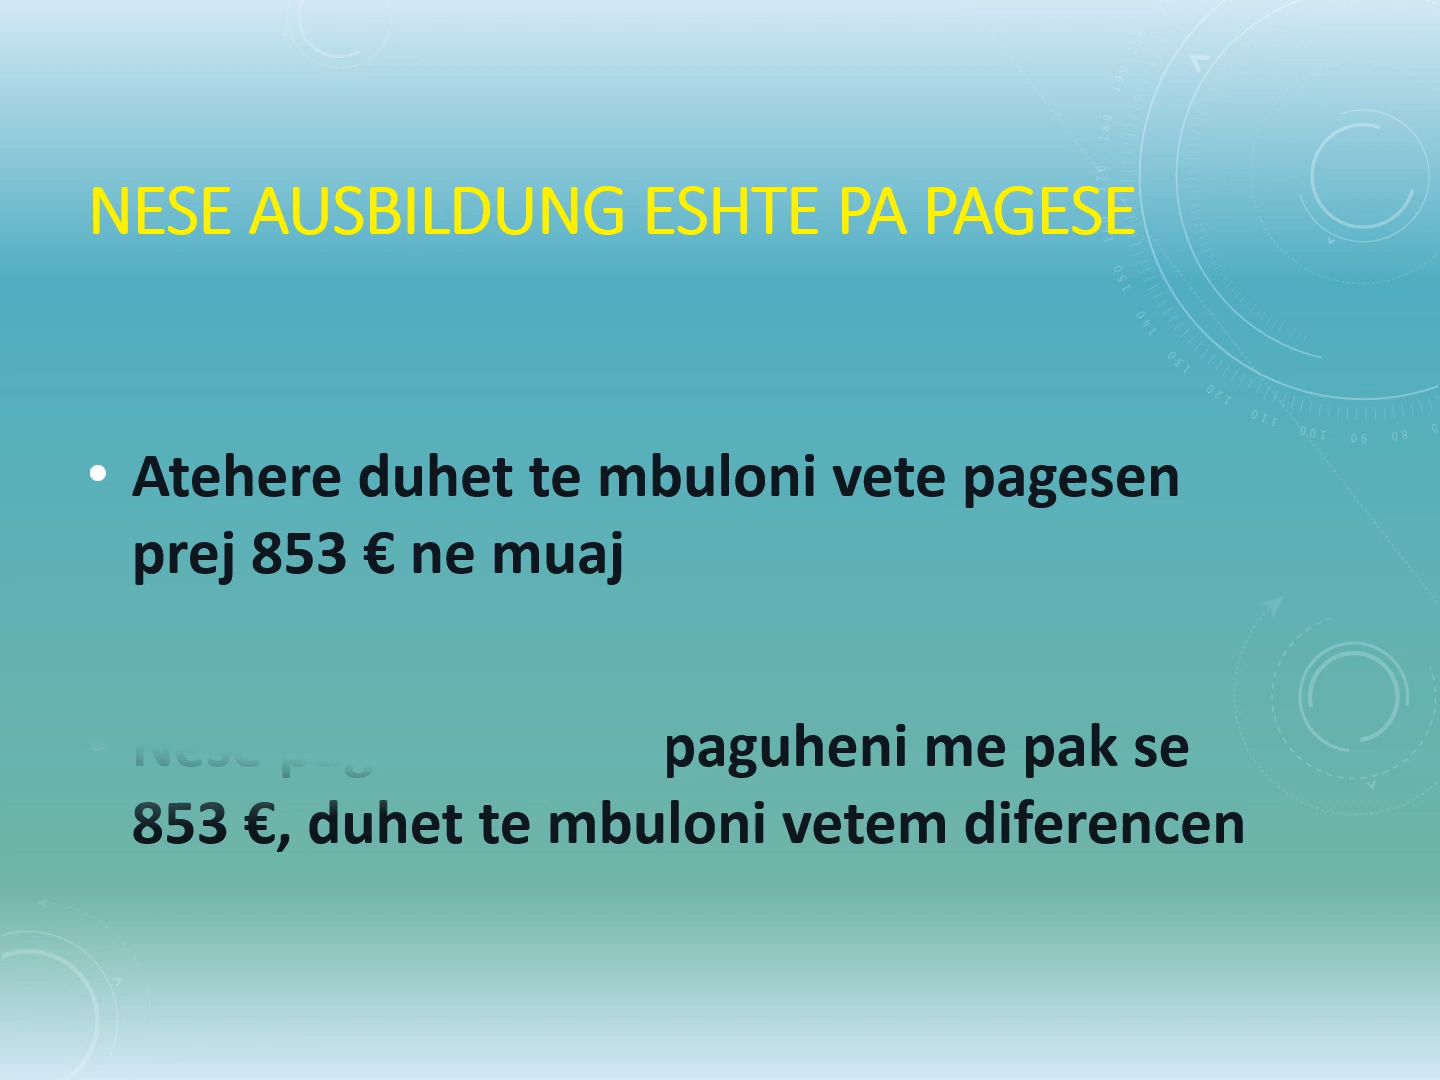 NESE AUSBILDUNG ESHTE PA PAGESE
• Atehere duhet te mbuloni vete pagesen
prej 853 € ne muaj
Nese paguheni me pak se
853 €, duhet te mbuloni vetem diferencen